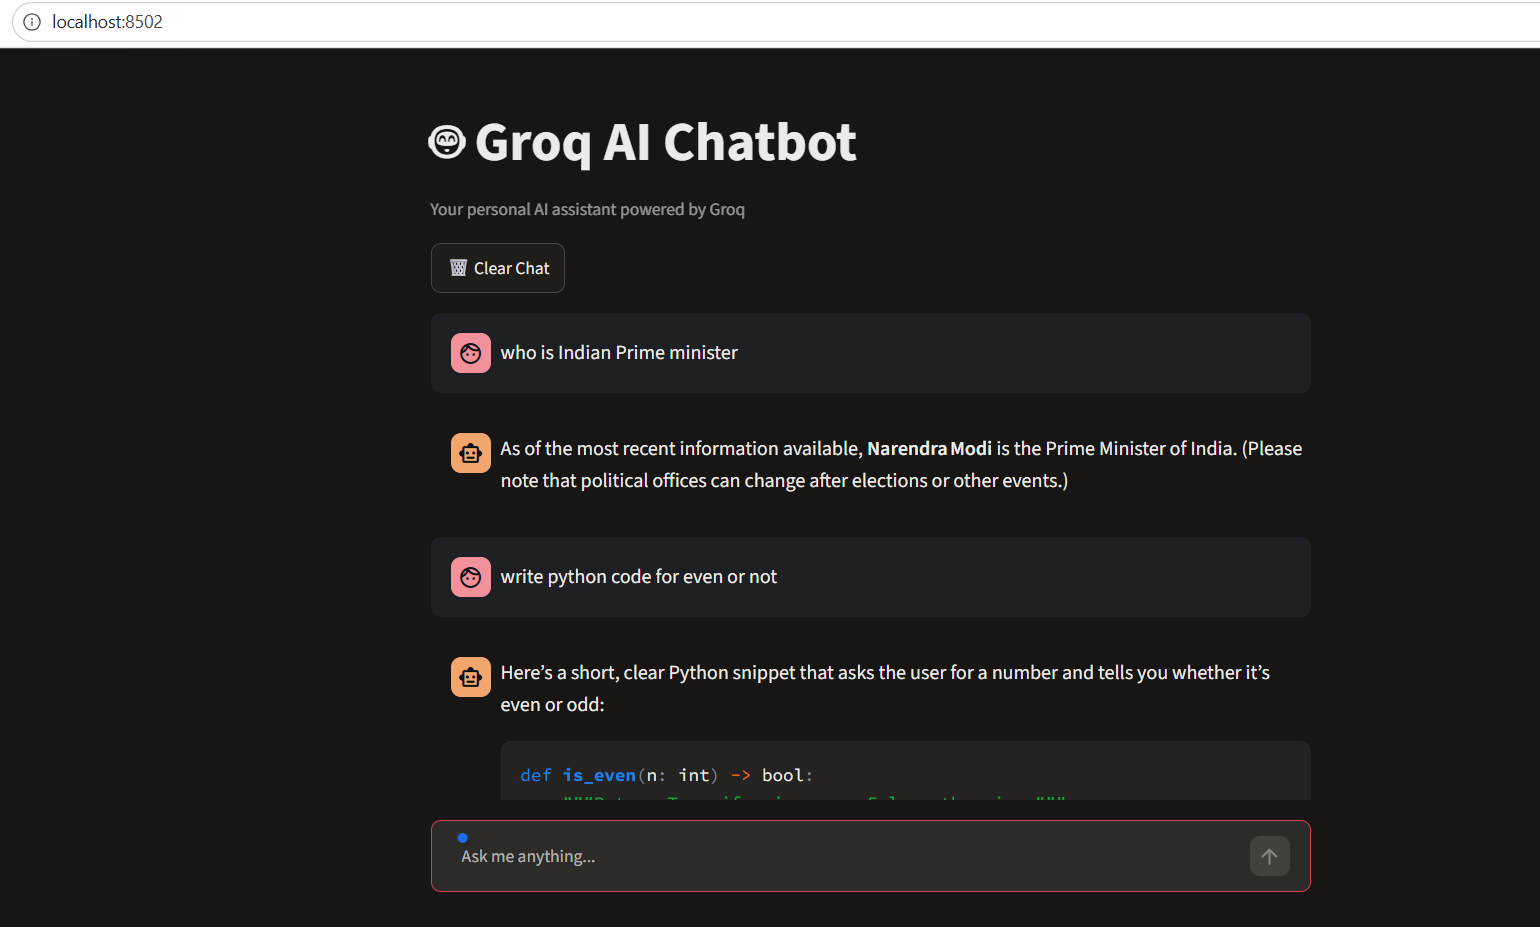 localhost:8502
Groq AI Chatbot
Your personal AI assistant powered by Groq
Clear Chat
who is Indian Prime minister
As of the most recent information available, Narendra Modi is the Prime Minister of India. (Please
note that political offices can change after elections or other events.)
write python code for even or not
Here’s a short, clear Python snippet that asks the user for a number and tells you whether it’s
even or odd:
def is_even(n: int) -> bool:
Ask me anything...